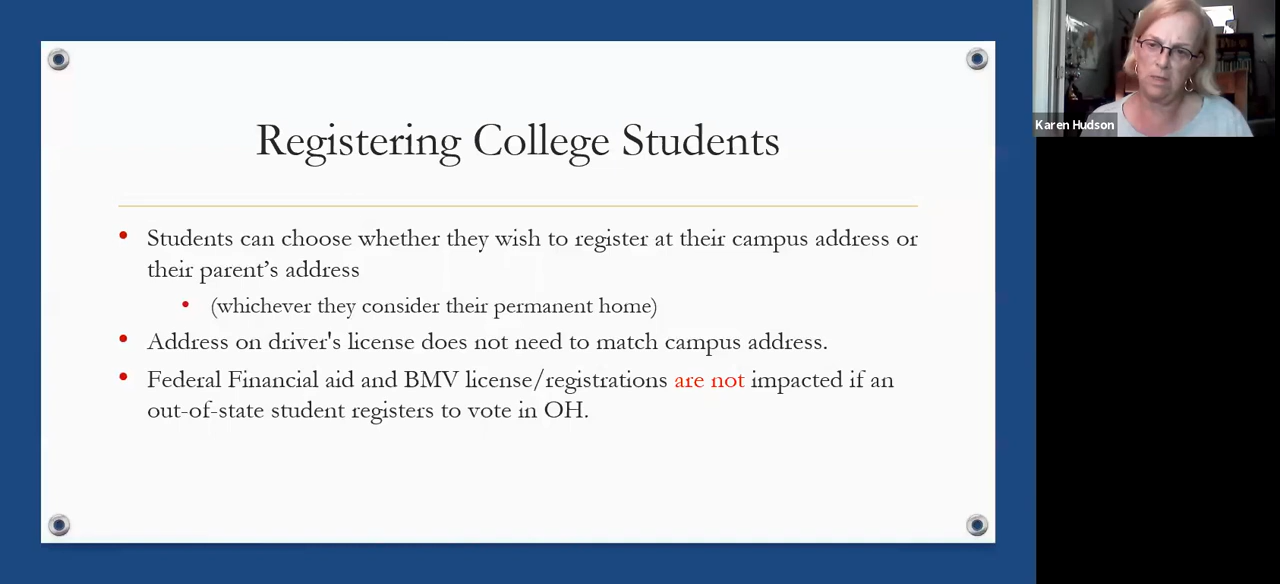 Registering College Students
• Students can choose whether they wish to register at their campus address or
their parent’s address
• (whichever they consider their permanent home)
• Address on driver's license does not need to match campus address.
• Federal Financial aid and BMV license/registrations are not impacted if an
out-of-state student registers to vote in OH.
Karen Hudson